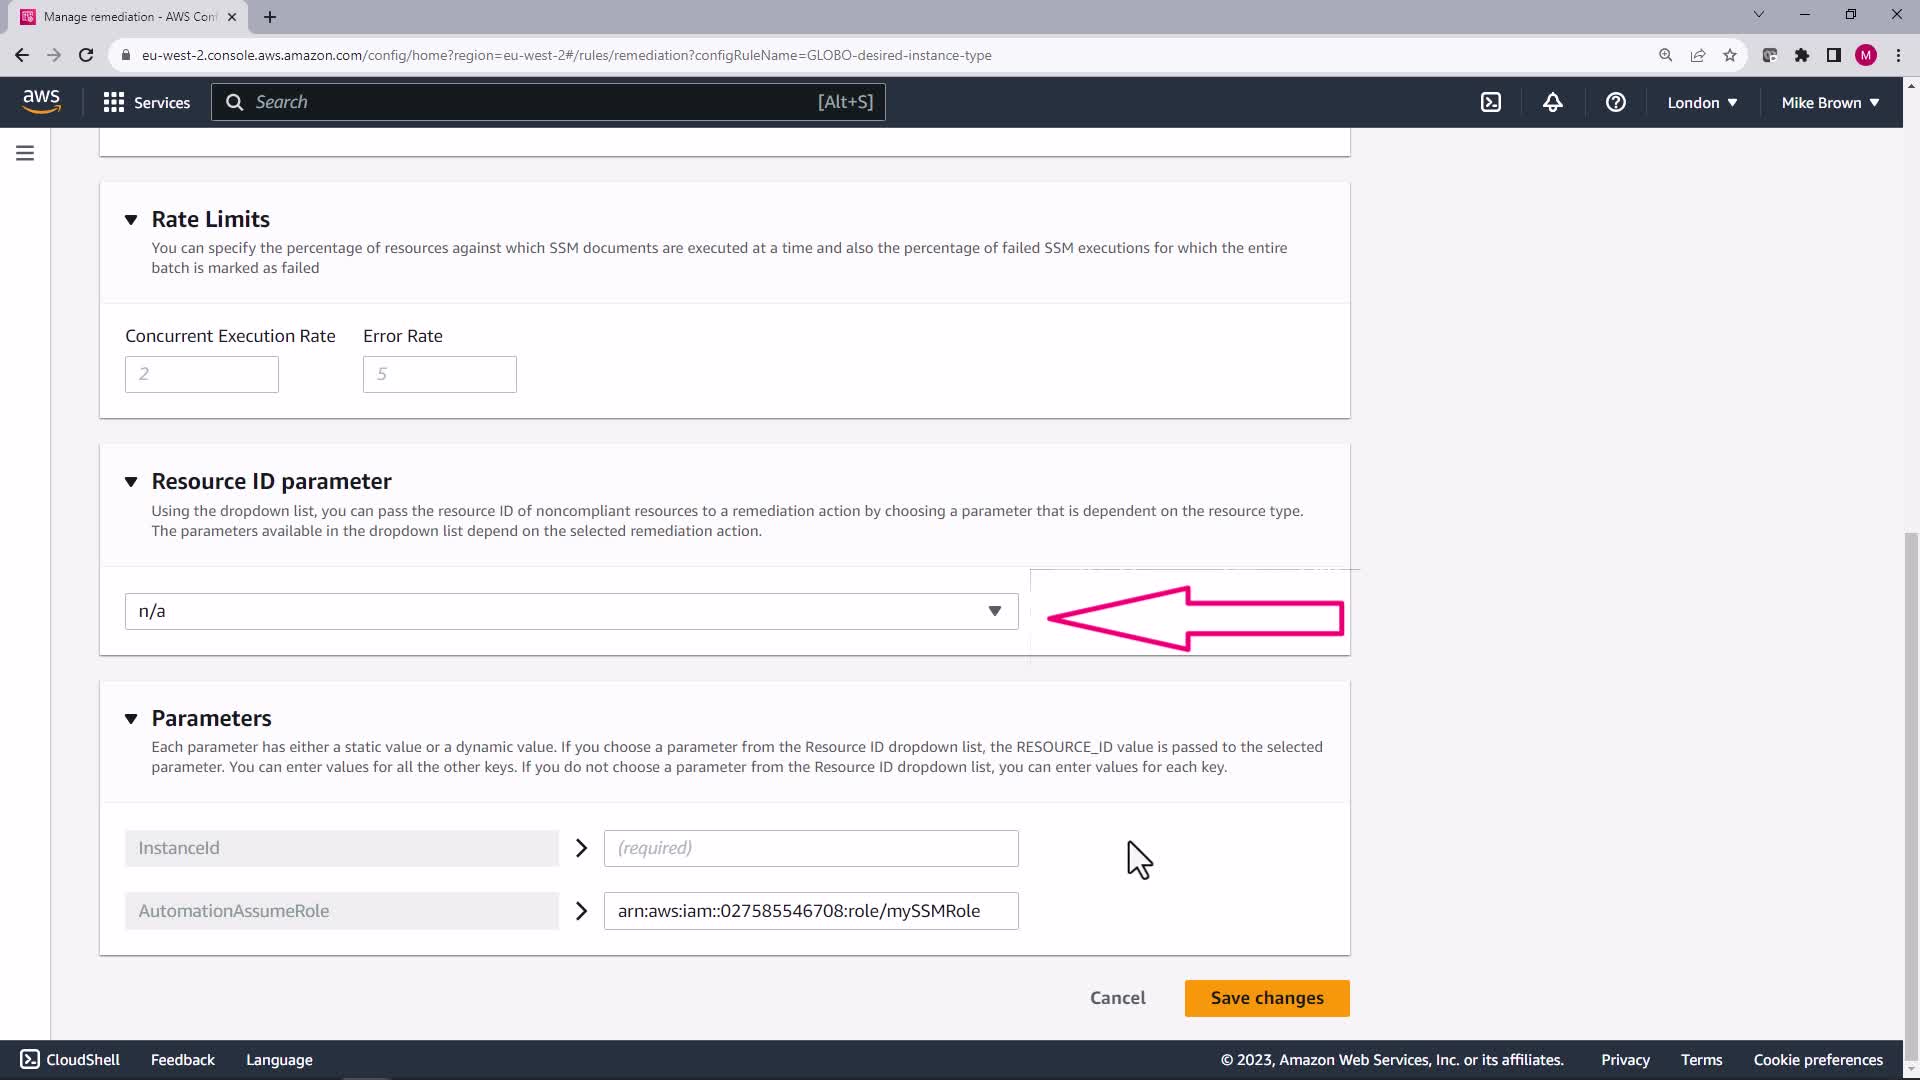 Manage remediation - AWS Con
eu-west-2.console.aws.amazon.com/config/home?region=eu-west-2#/rules/remediation?configRuleName=GLOBO-desired-instance-type
M
aws
Services
Search
[Alt+S]
London
Mike Brown
Rate Limits
You can specify the percentage of resources against which SSM documents are executed at a time and also the percentage of failed SSM executions for which the entire
batch is marked as failed
Concurrent Execution Rate
Error Rate
2
5
Resource ID parameter
Using the dropdown list, you can pass the resource ID of noncompliant resources to a remediation action by choosing a parameter that is dependent on the resource type.
The parameters available in the dropdown list depend on the selected remediation action.
n/a
Parameters
Each parameter has either a static value or a dynamic value. If you choose a parameter from the Resource ID dropdown list, the RESOURCE_ID value is passed to the selected
parameter. You can enter values for all the other keys. If you do not choose a parameter from the Resource ID dropdown list, you can enter values for each key.
InstanceId
(required)
AutomationAssumeRole
arn:aws:iam::027585546708:role/mySSMRole
Cancel
Save changes
CloudShell
Feedback
Language
© 2023, Amazon Web Services, Inc. or its affiliates.
Privacy
Terms
Cookie preferences